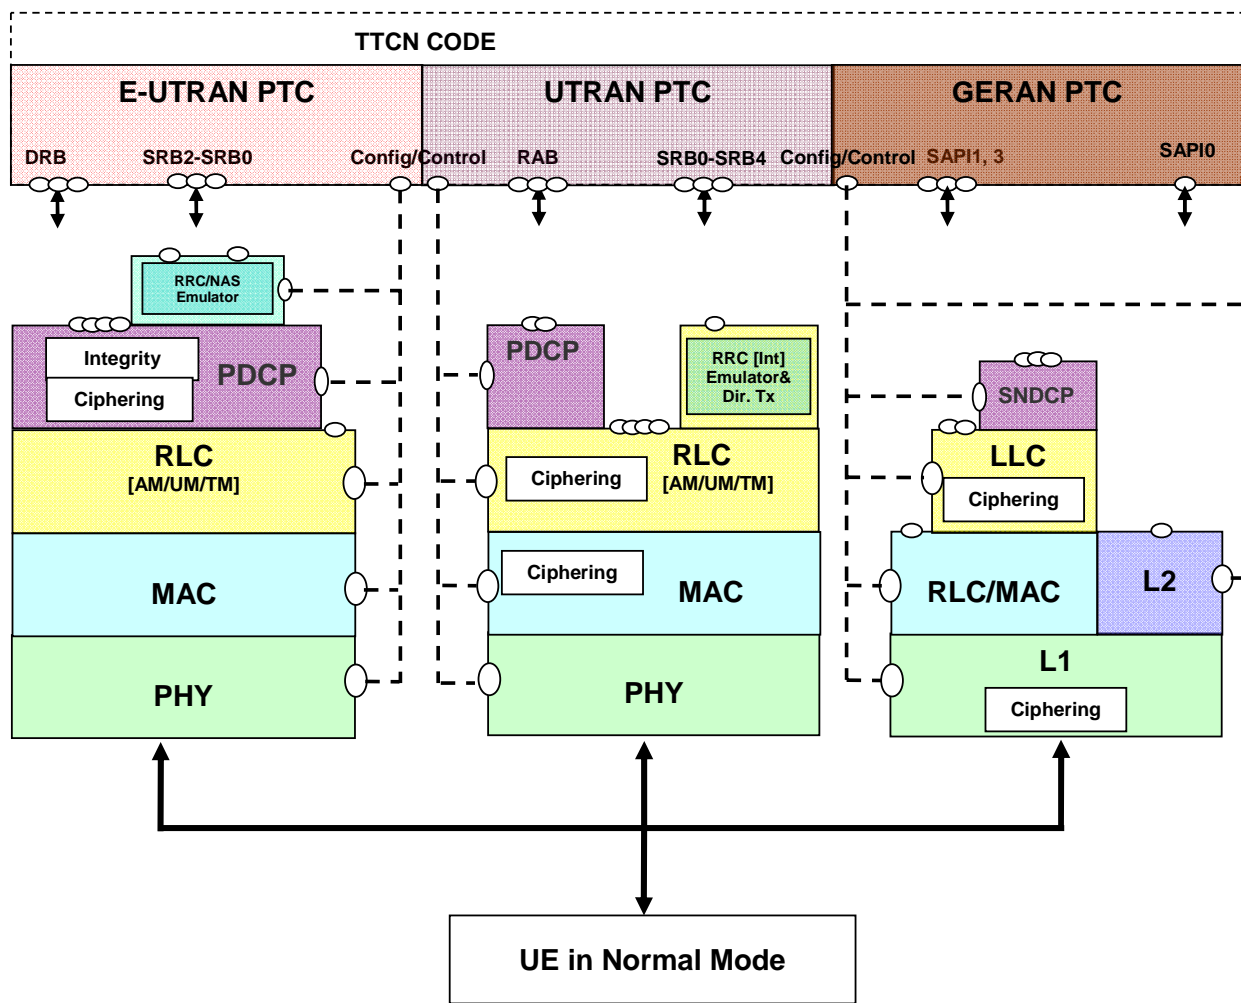 TTCN CODE
E-UTRAN PTC
UTRAN PTC
GERAN PTC
DRB
SRB2-SRB0
Config/Control
RAB
SRB0-SRB4
Config/Control
SAPI1, 3
SAPI0
RRC/NAS
Emulator
Integrity
Ciphering
PDCP
RLC
[AM/UM/TM]
MAC
PHY
PDCP
RRC [Int]
Emulator&
Dir. Tx
Ciphering
RLC
[AM/UM/TM]
Ciphering
MAC
PHY
SNDCP
LLC
Ciphering
RLC/MAC
L2
L1
Ciphering
UE in Normal Mode